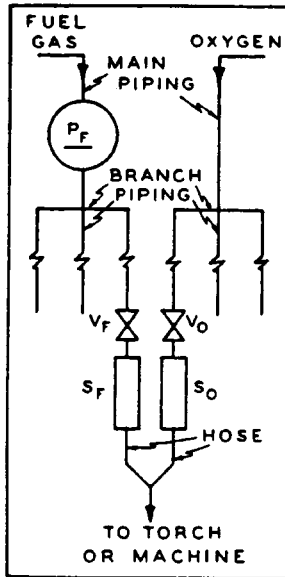 FUEL
GAS
OXYGEN
MAIN
PIPING
P_F
BRANCH
PIPING
V_F
V_O
S_F
S_O
HOSE
TO TORCH
OR MACHINE